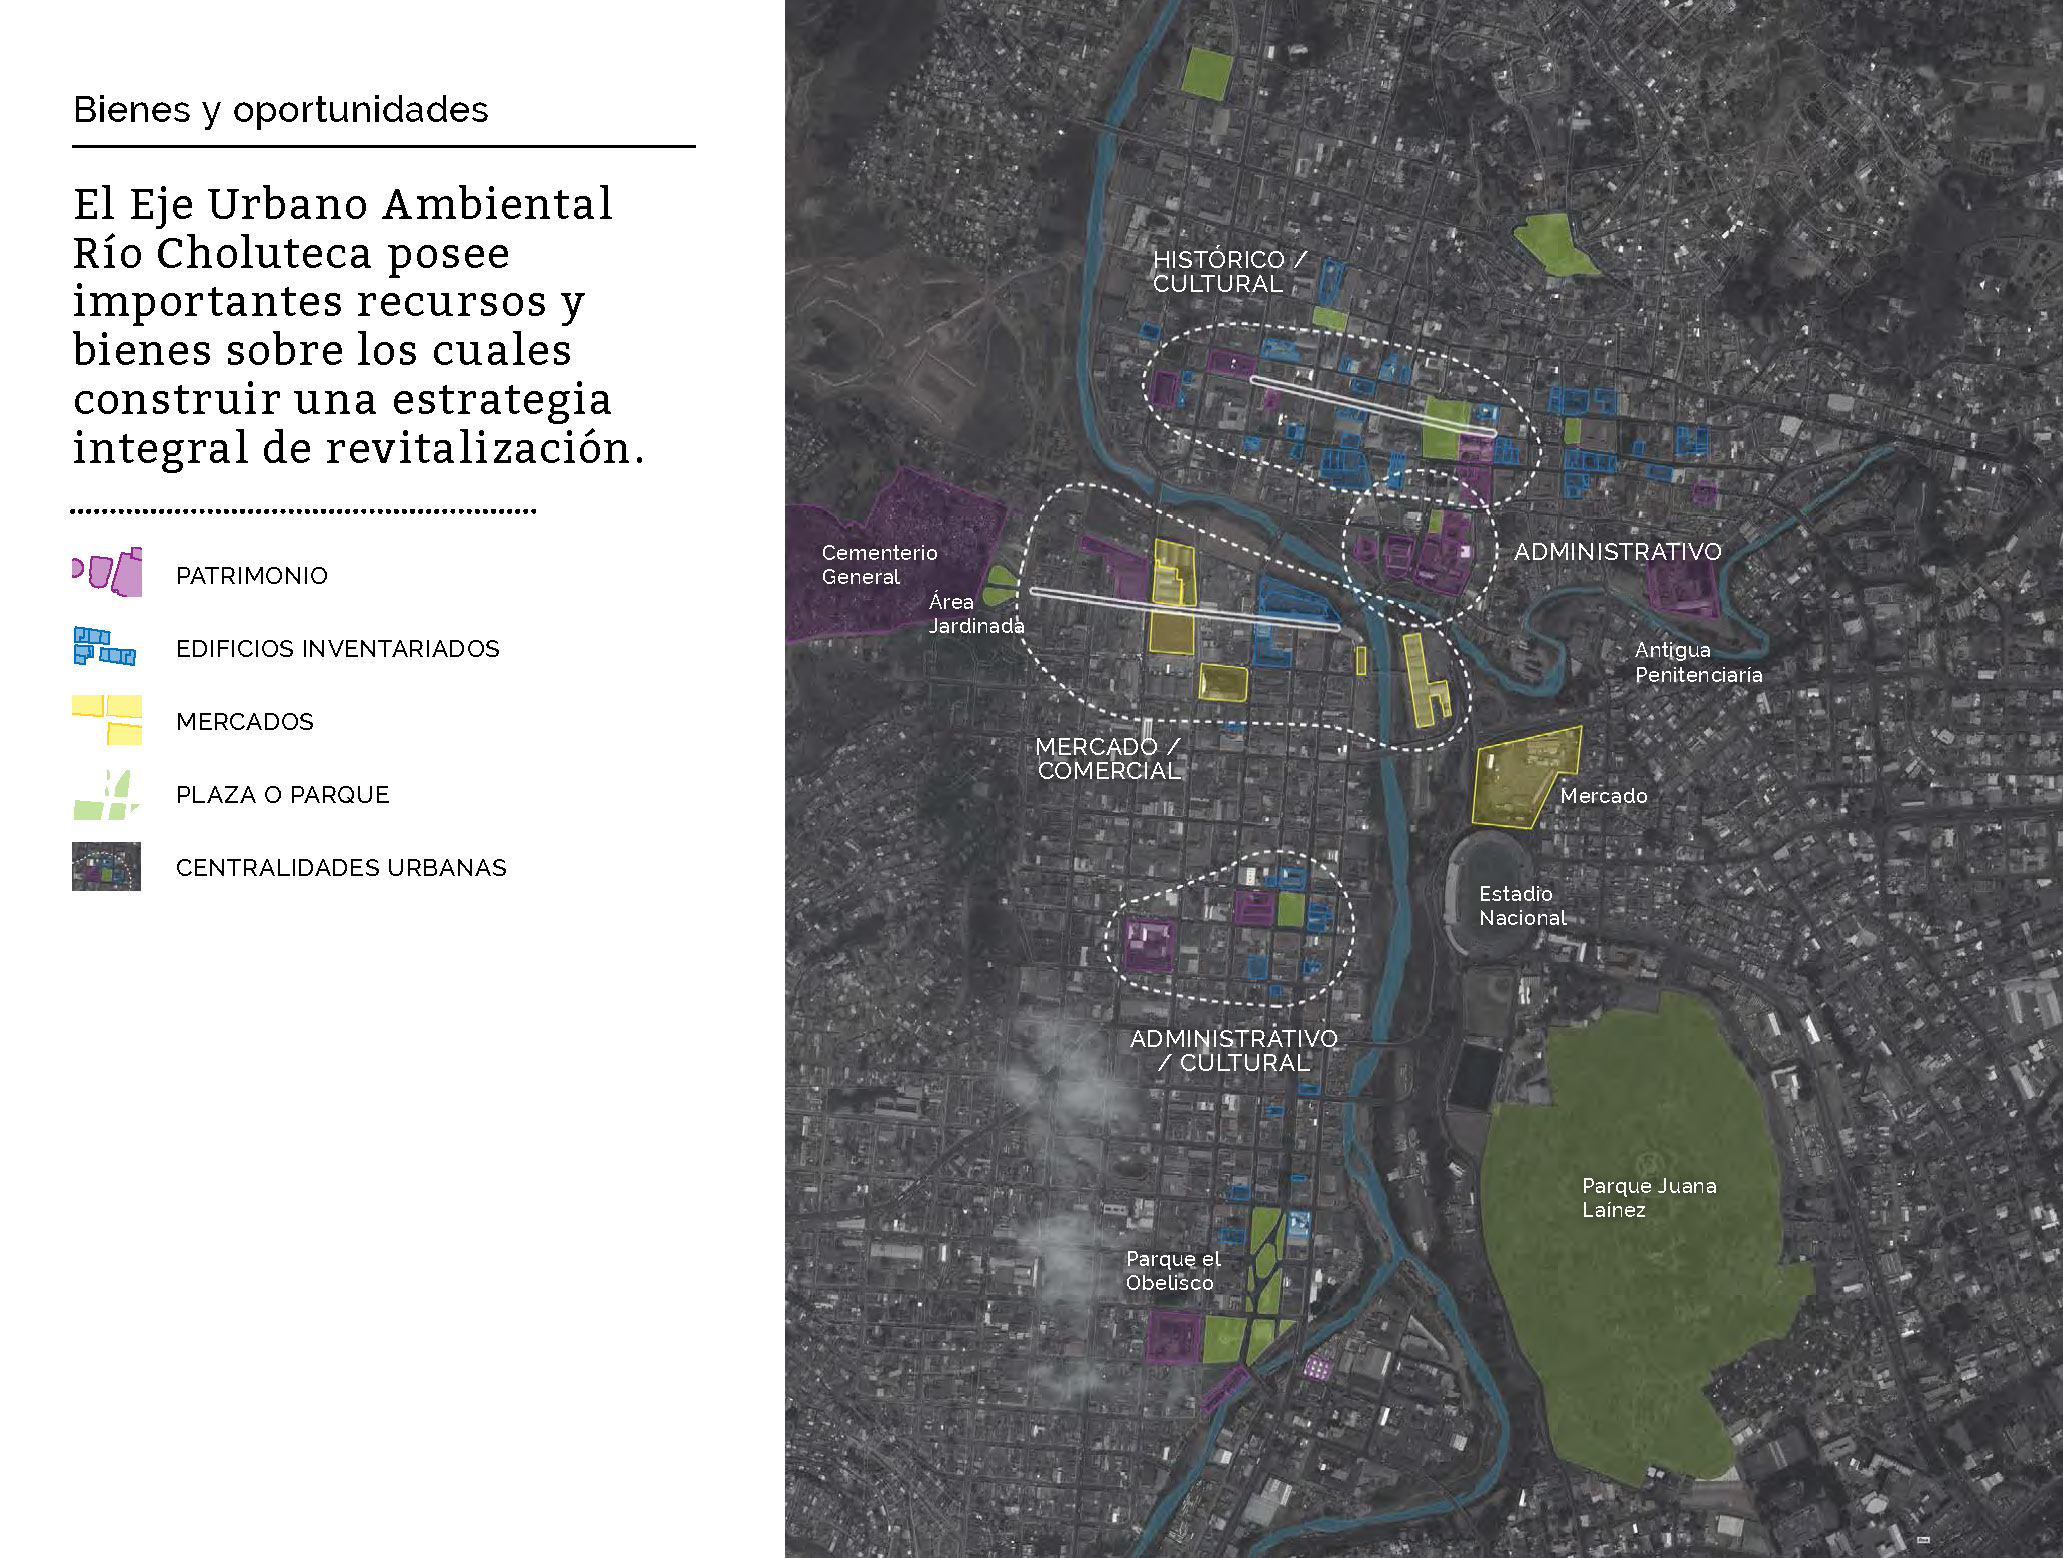 Bienes y oportunidades
El Eje Urbano Ambiental
Río Choluteca posee
importantes recursos y
bienes sobre los cuales
construir una estrategia
integral de revitalización.
PATRIMONIO
EDIFICIOS INVENTARIADOS
MERCADOS
PLAZA O PARQUE
CENTRALIDADES URBANAS
HISTÓRICO /
CULTURAL
Cementerio
General
Área
Jardinada
ADMINISTRATIVO
Antigua
Penitenciaría
MERCADO /
COMERCIAL
Mercado
Estadio
Nacional
ADMINISTRATIVO
/ CULTURAL
Parque Juana
Laínez
Parque el
Obelisco